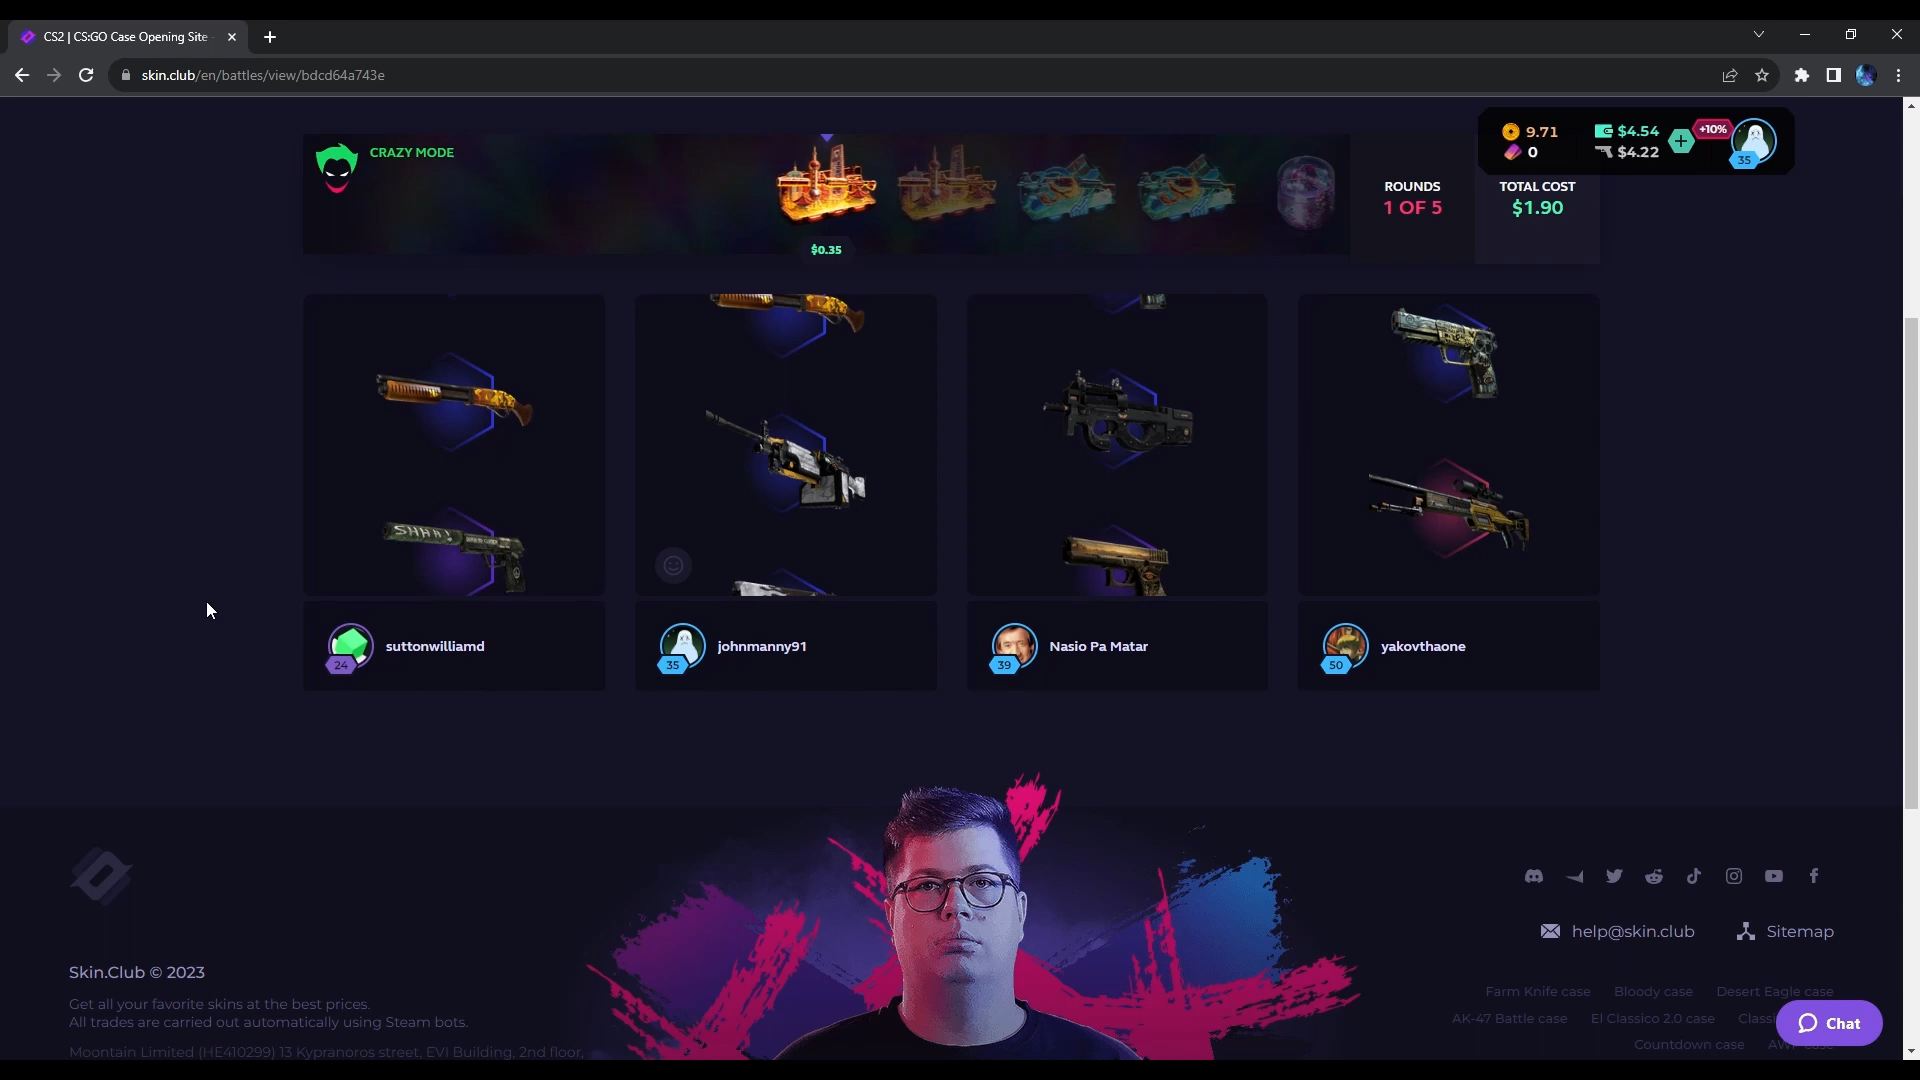 CS2 | CS:GO Case Opening Site
skin.club/en/battles/view/bdcd64a743e
CRAZY MODE
$0.35
ROUNDS
1 OF 5
TOTAL COST
$1.90
9.71
0
$4.54
$4.22
+10%
35
SHHH!
suttonwilliamd
24
johnmanny91
35
Nasio Pa Matar
39
yakovthaone
50
help@skin.club
Sitemap
Skin.Club © 2023
Get all your favorite skins at the best prices.
All trades are carried out automatically using Steam bots.
Moontain Limited (HE410299) 13 Kypranoros street, EVI Building, 2nd floor,
Farm Knife case Bloody case Desert Eagle case
AK-47 Battle case El Classico 2.0 case
Countdown case
Chat